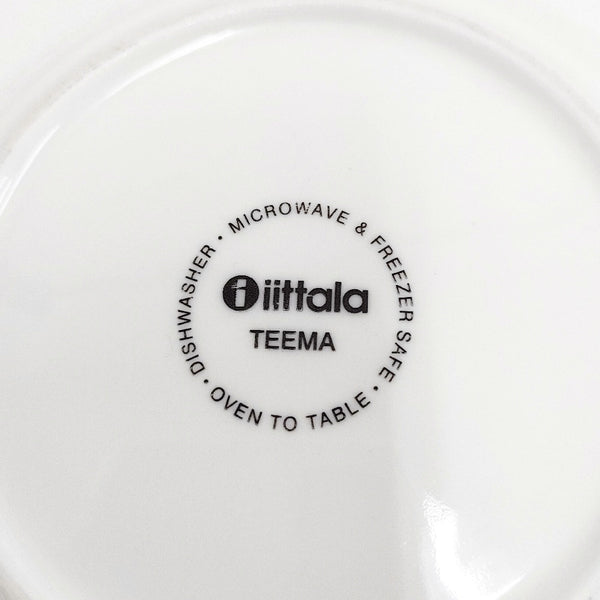 DISHWASHER · MICROWAVE & FREEZER SAFE · OVEN TO TABLE ·
iittala
TEEMA